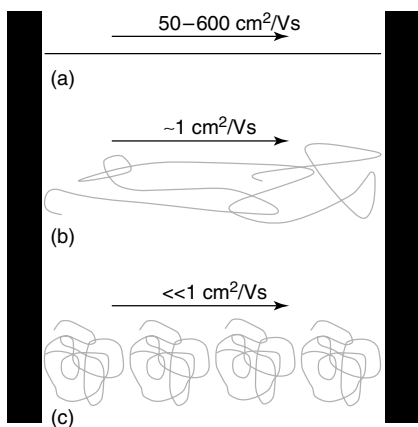 50–600 cm²/Vs
(a)
~1 cm²/Vs
(b)
<<1 cm²/Vs
(c)